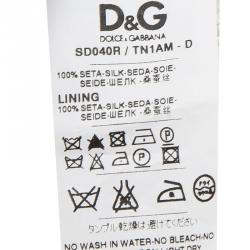 D&G
DOLCE & GABBANA
SD040R / TN1AM - D
100% SETA-SILK-SEDA-SOIE-
SEIDE-ШЕЛК - 桑蚕丝
LINING
100% SETA-SILK-SEDA-SOIE-
SEIDE-ШЕЛК - 桑蚕丝
タンブル乾燥は避けてください
NO WASH IN WATER-NO BLEACH-NO